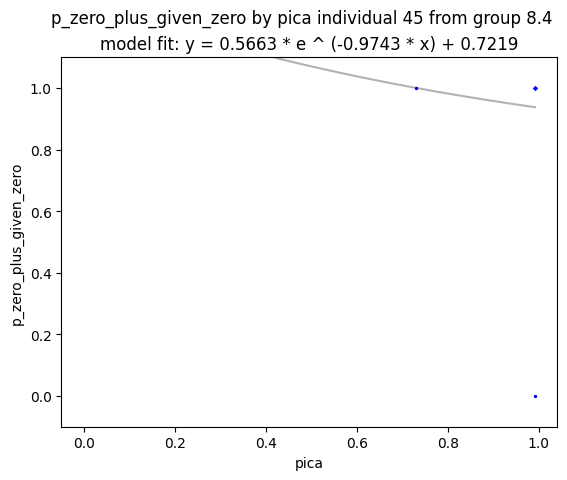 p_zero_plus_given_zero by pica individual 45 from group 8.4
model fit: y = 0.5663 * e ^ (-0.9743 * x) + 0.7219
1.0
0.8
0.6
0.4
0.2
0.0
p_zero_plus_given_zero
0.0 0.2 0.4 0.6 0.8 1.0
pica